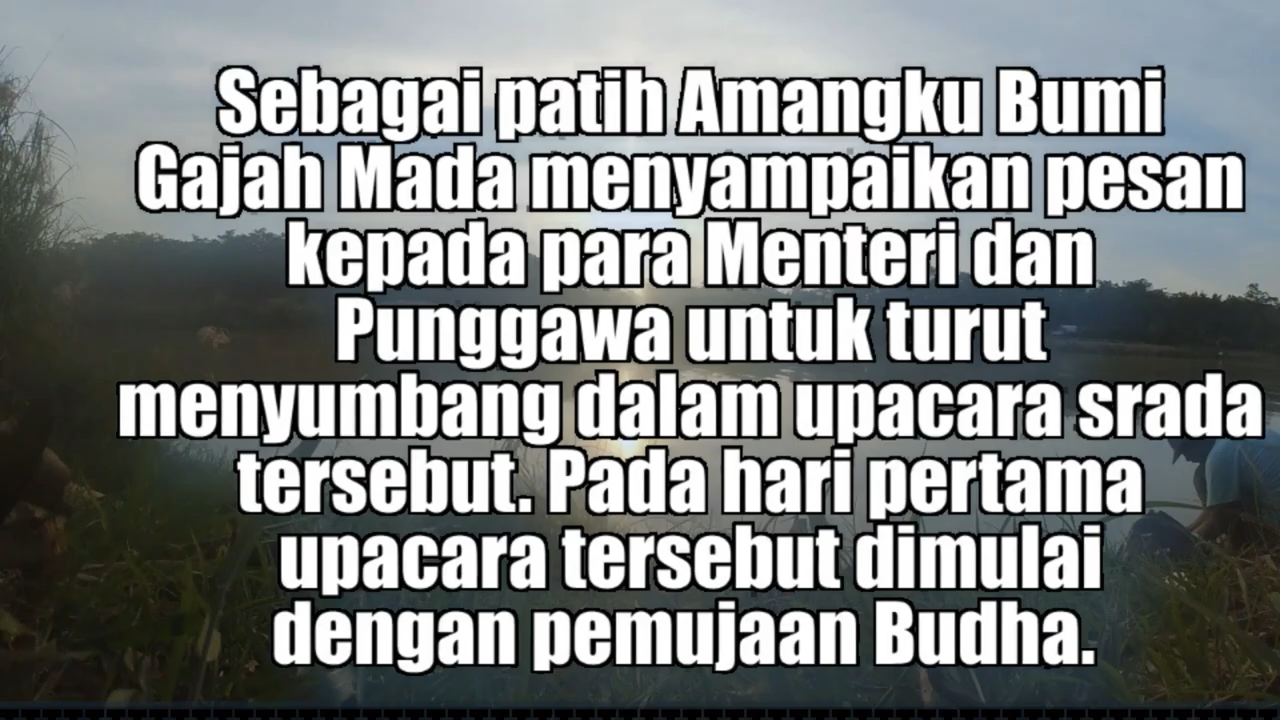 Sebagai patih Amangku Bumi
Gajah Mada menyampaikan pesan
kepada para Menteri dan
Punggawa untuk turut
menyumbang dalam upacara srada
tersebut. Pada hari pertama
upacara tersebut dimulai
dengan pemujaan Budha.